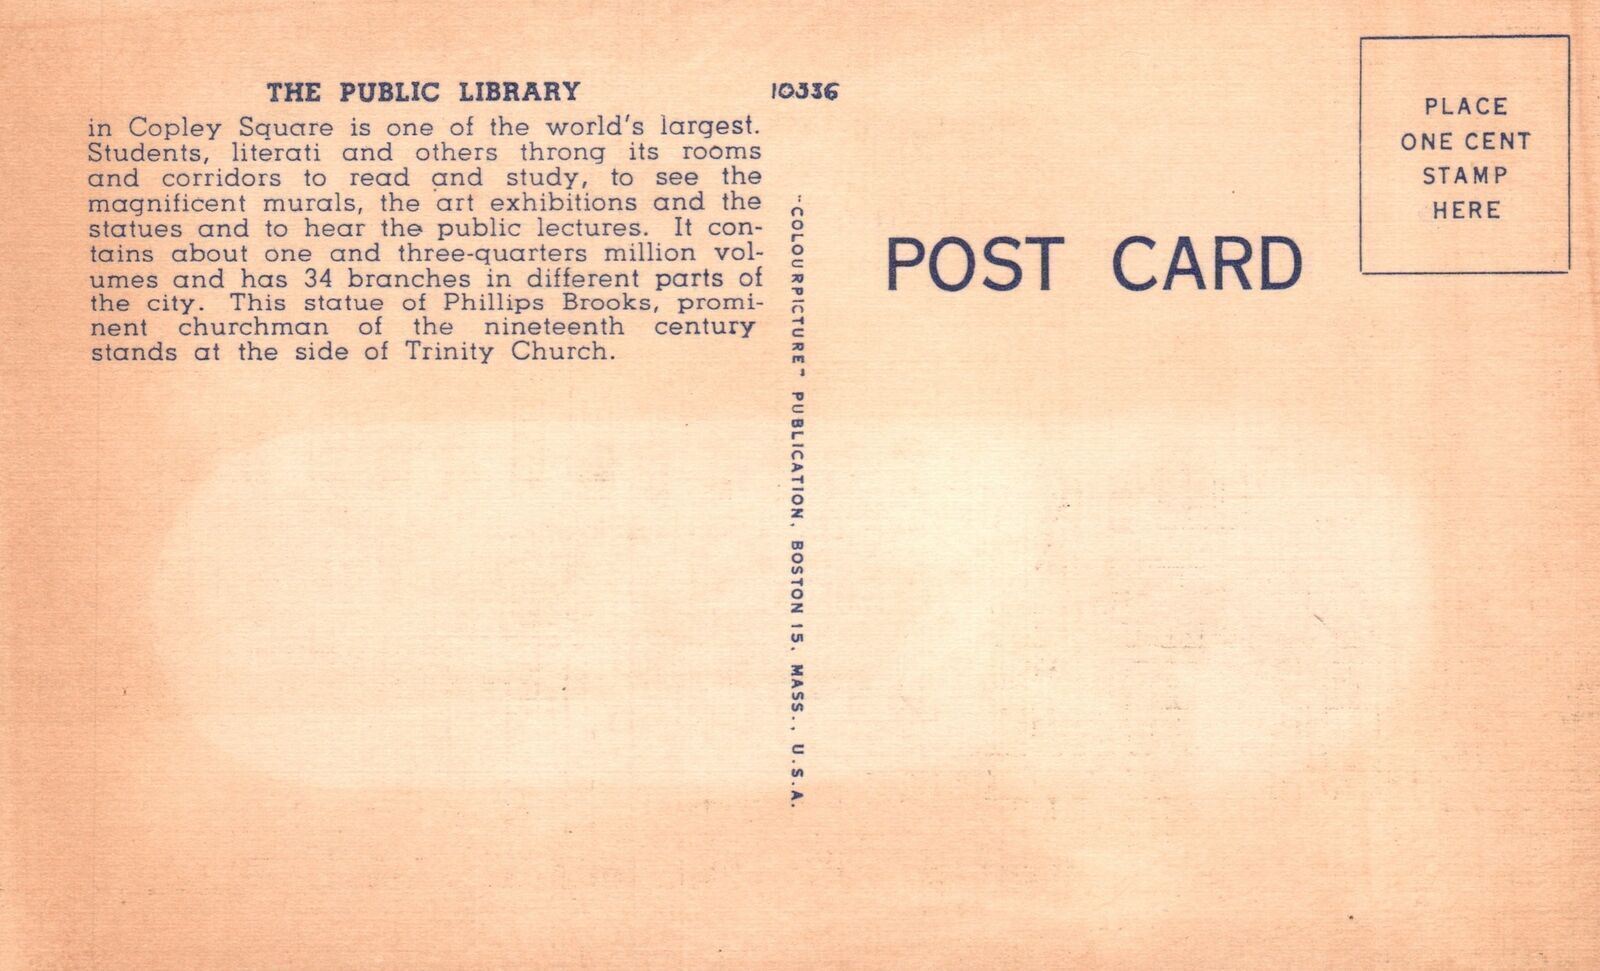 THE PUBLIC LIBRARY
in Copley Square is one of the world's largest.
Students, literati and others throng its rooms
and corridors to read and study, to see the
magnificent murals, the art exhibitions and the
statues and to hear the public lectures. It con-
tains about one and three-quarters million vol-
umes and has 34 branches in different parts of
the city. This statue of Phillips Brooks, promi-
nent churchman of the nineteenth century
stands at the side of Trinity Church.
10336
"COLOURPICTURE" PUBLICATION, BOSTON 15, MASS., U.S.A.
POST CARD
PLACE
ONE CENT
STAMP
HERE